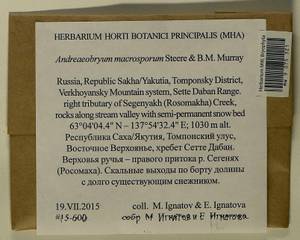 HERBARIUM HORTI BOTANICI PRINCIPALIS (MHA)
Andreaeobryum macrosporum Steere & B.M. Murray
Russia, Republic Sakha/Yakutia, Tomponsky District,
Verkhoyansky Mountain system, Sette Daban Range.
right tributary of Segenyakh (Rosomakha) Creek,
rocks along stream valley with semi-permanent snow bed
63°04'04.4" N – 137°54'32.4" E; 1030 m alt.
Республика Саха/Якутия, Томпонский улус,
Восточное Верхоянье, хребет Сетте Дабан.
Верховья ручья – правого притока р. Сегенях
(Росомаха). Скальные выходы по борту долины
с долго существующим снежником.
19.VII.2015 coll. M. Ignatov & E. Ignatova
#15-600 собр М. Игнатов и Е. Игнатова
Herbarium MW, Bryophyta